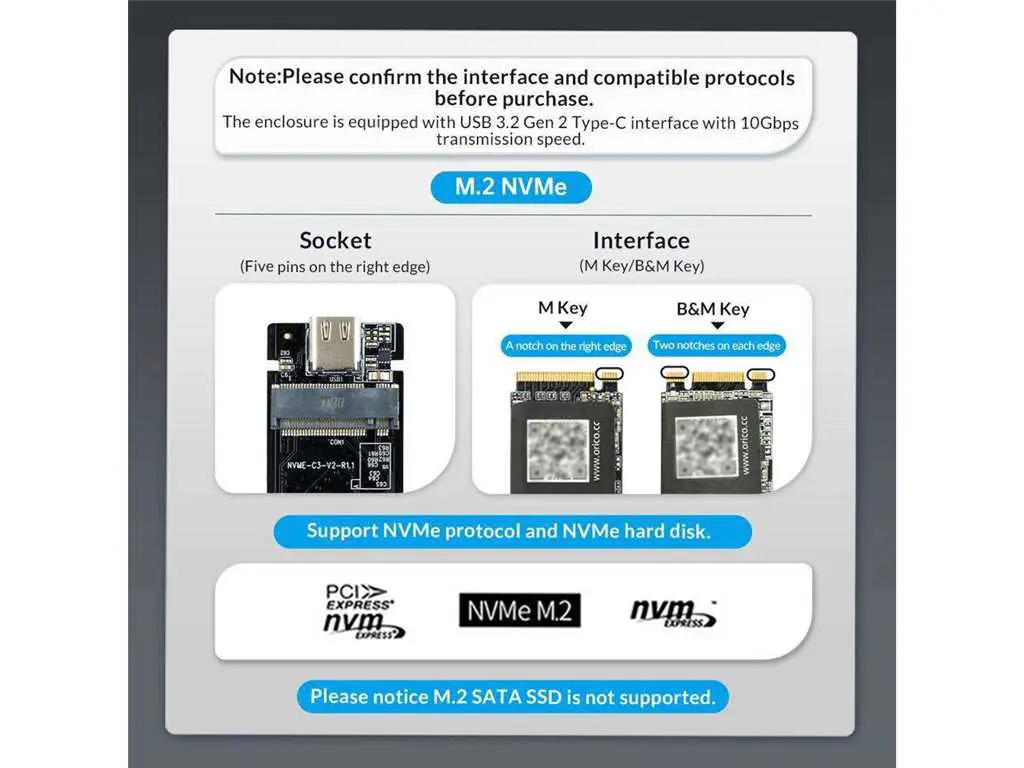 Note:Please confirm the interface and compatible protocols
before purchase.
The enclosure is equipped with USB 3.2 Gen 2 Type-C interface with 10Gbps
transmission speed.
M.2 NVMe
Socket
(Five pins on the right edge)
Interface
(M Key/B&M Key)
M Key
A notch on the right edge
B&M Key
Two notches on each edge
USB1
CON1
NVME-C3-V2-R1.1
www.orico.cc
www.orico.cc
Support NVMe protocol and NVMe hard disk.
PCI
EXPRESS®
nvm
EXPRESS
NVMe M.2
nvm
EXPRESS
™
Please notice M.2 SATA SSD is not supported.